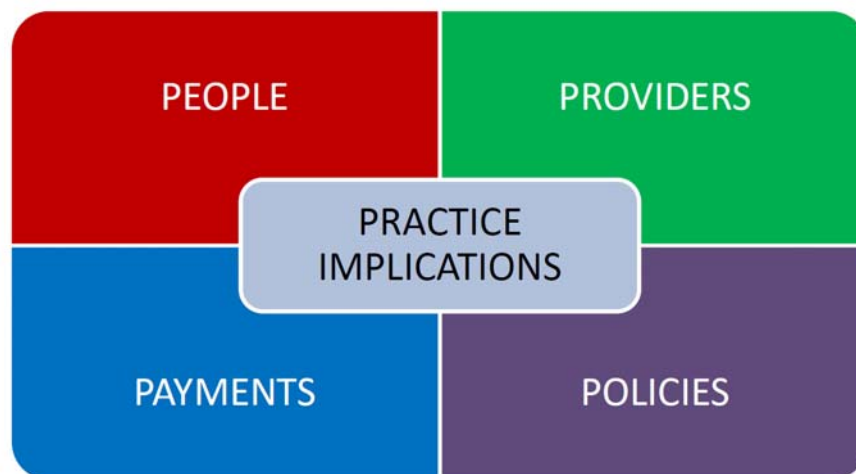 PEOPLE
PROVIDERS
PRACTICE
IMPLICATIONS
PAYMENTS
POLICIES